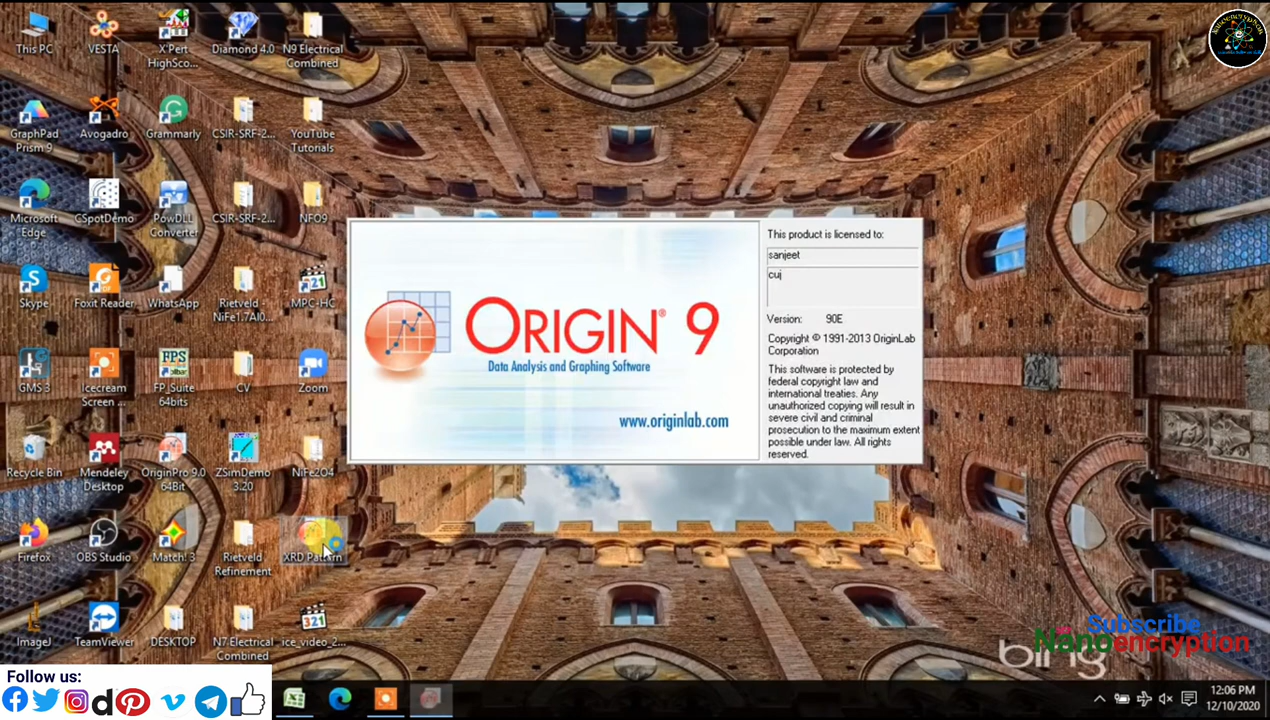 This PC
VESTA
X'Pert
HighSco...
Diamond 4.0
N9 Electrical
Combined
GraphPad
Prism 9
Avogadro
Grammarly
CSIR-SRF-2...
YouTube
Tutorials
Microsoft
Edge
CSpotDemo
PowDLL
Converter
CSIR-SRF-2...
NFO9
Skype
Foxit Reader
WhatsApp
Rietveld -
NiFe1.7Al0...
321
MPC-HC
GMS 3
Icecream
Screen ...
FPS
olbar
FP_Suite
64bits
CV
Zoom
Recycle Bin
Mendeley
Desktop
OriginPro 9.0
64Bit
ZSimDemo
3.20
NiFe2O4
Firefox
OBS Studio
Match! 3
Rietveld
Refinement
XRD Pattern
ImageJ
TeamViewer
DESKTOP
N7 Electrical
Combined
321
ice_video_2...
ORIGIN® 9
Data Analysis and Graphing Software
www.originlab.com
This product is licensed to:
sanjeet
cuj
Version: 90E
Copyright © 1991-2013 OriginLab
Corporation
This software is protected by
federal copyright law and
international treaties. Any
unauthorized copying will result in
severe civil and criminal
prosecution to the maximum extent
possible under law. All rights
reserved.
Subscribe
Nanoencryption
bing
Follow us:
12:06 PM
12/10/2020